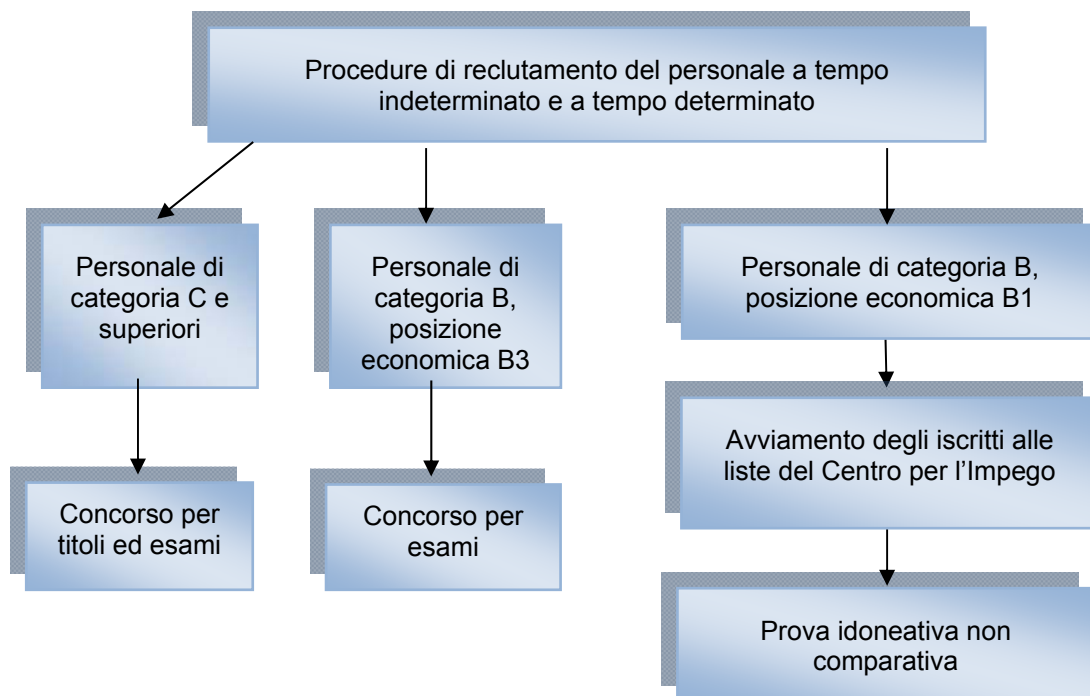 Procedure di reclutamento del personale a tempo
indeterminato e a tempo determinato
Personale di
categoria C e
superiori
Personale di
categoria B,
posizione
economica B3
Personale di categoria B,
posizione economica B1
Avviamento degli iscritti alle
liste del Centro per l’Impego
Concorso per
titoli ed esami
Concorso per
esami
Prova idoneativa non
comparativa